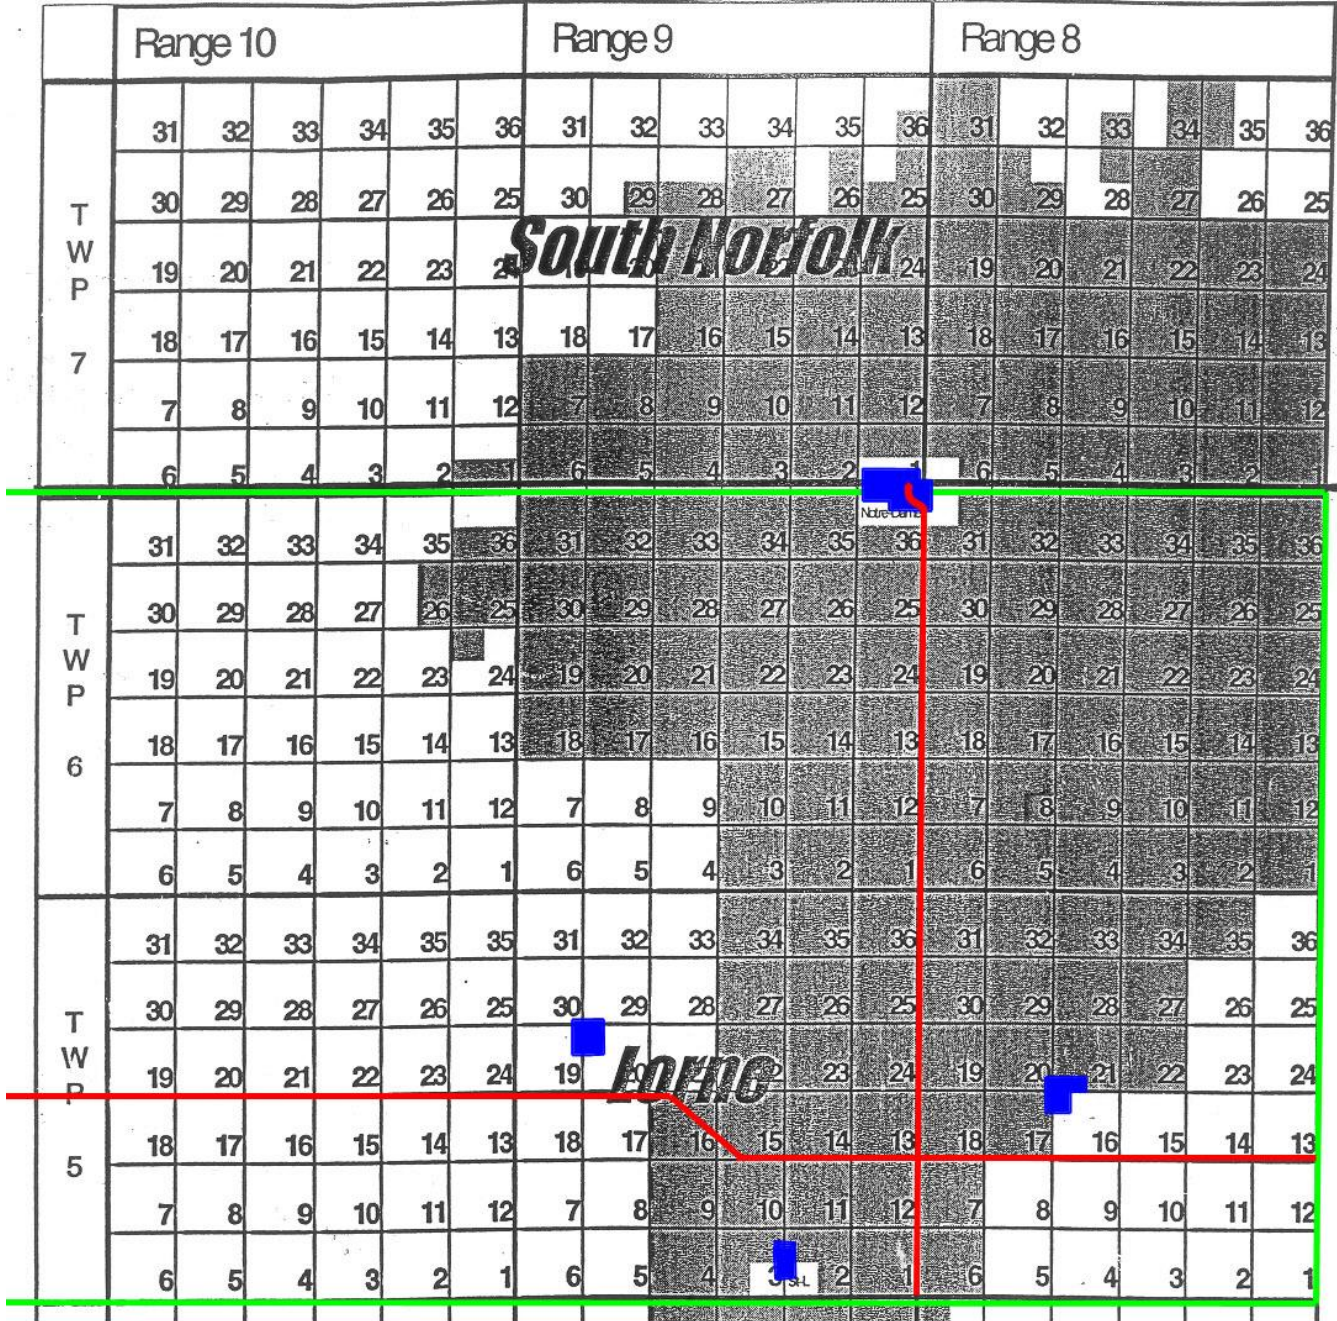 Range 10 Range 9 Range 8
31 32 33 34 35 36 31 32 33 34 35 36 31 32 33 34 35 36
30 29 28 27 26 25 30 29 28 27 26 25 30 29 28 27 26 25
T
W
P
7
South Norfolk
19 20 21 22 23 24 22 24 19 20 21 22 23 24
18 17 16 15 14 13 18 17 16 15 14 13 18 17 16 15 14 13
7 8 9 10 11 12 7 8 9 10 11 12 7 8 9 10 11 12
6 5 4 3 2 1 6 5 4 3 2 1 6 5 4 3 2 1
31 32 33 34 35 36 31 32 33 34 35 36 31 32 33 34 35 36
30 29 28 27 26 25 30 29 28 27 26 25 30 29 28 27 26 25
T
W
P
6
19 20 21 22 23 24 19 20 21 22 23 24 19 20 21 22 23 24
18 17 16 15 14 13 18 17 16 15 14 13 18 17 16 15 14 13
7 8 9 10 11 12 7 8 9 10 11 12 7 8 9 10 11 12
6 5 4 3 2 1 6 5 4 3 2 1 6 5 4 3 2 1
31 32 33 34 35 35 31 32 33 34 35 36 31 32 33 34 35 36
30 29 28 27 26 25 30 29 28 27 26 25 30 29 28 27 26 25
T
W
P
5
Lorne
19 20 21 22 23 24 19 20 23 24 19 20 21 22 23 24
18 17 16 15 14 13 18 17 16 15 14 13 18 17 16 15 14 13
7 8 9 10 11 12 7 8 9 10 11 12 7 8 9 10 11 12
6 5 4 3 2 1 6 5 4 3 2 1 6 5 4 3 2 1